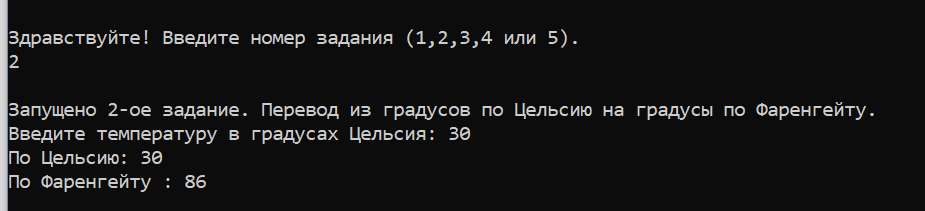 Здравствуйте! Введите номер задания (1,2,3,4 или 5).
2
Запущено 2-ое задание. Перевод из градусов по Цельсию на градусы по Фаренгейту.
Введите температуру в градусах Цельсия: 30
По Цельсию: 30
По Фаренгейту : 86